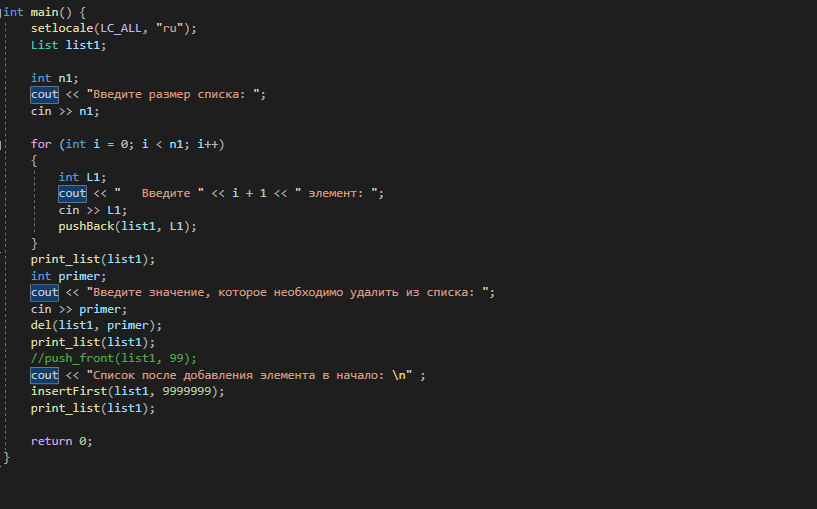 int main() {
setlocale(LC_ALL, "ru");
List list1;
int n1;
cout << "Введите размер списка: ";
cin >> n1;
for (int i = 0; i < n1; i++)
{
int L1;
cout << "   Введите " << i + 1 << " элемент: ";
cin >> L1;
pushBack(list1, L1);
}
print_list(list1);
int primer;
cout << "Введите значение, которое необходимо удалить из списка: ";
cin >> primer;
del(list1, primer);
print_list(list1);
//push_front(list1, 99);
cout << "Список после добавления элемента в начало: \n" ;
insertFirst(list1, 9999999);
print_list(list1);
return 0;
}